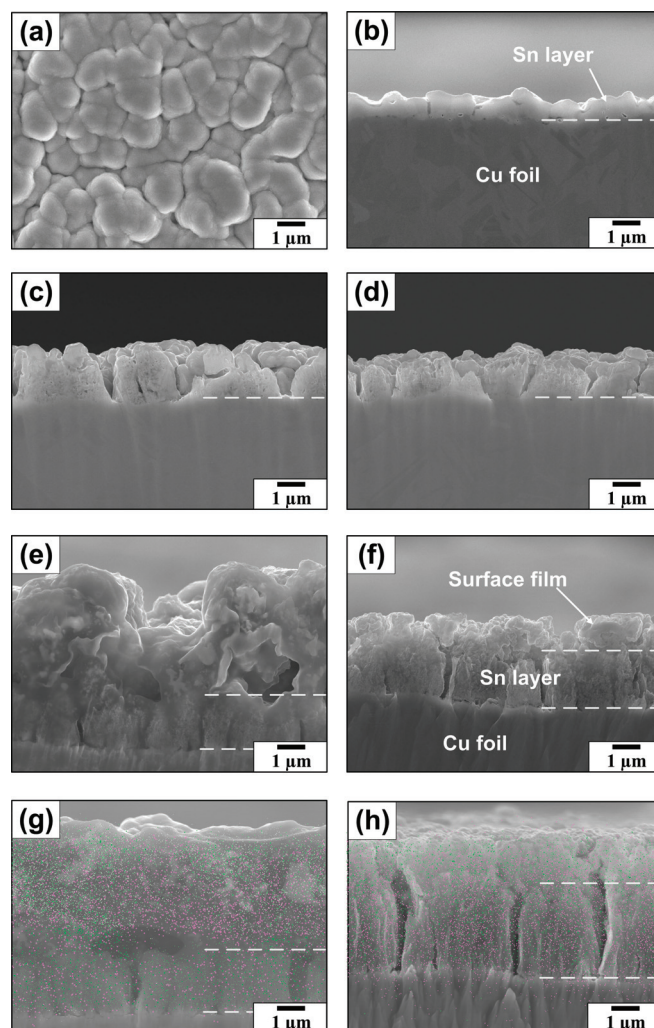 (a)
1 µm
(b)
Sn layer
Cu foil
1 µm
(c)
1 µm
(d)
1 µm
(e)
1 µm
(f)
Surface film
Sn layer
Cu foil
1 µm
(g)
1 µm
(h)
1 µm